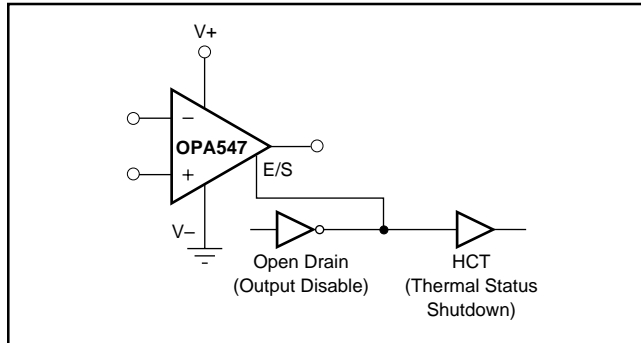 V+
−
OPA547
+
E/S
V−
Open Drain
(Output Disable)
HCT
(Thermal Status
Shutdown)